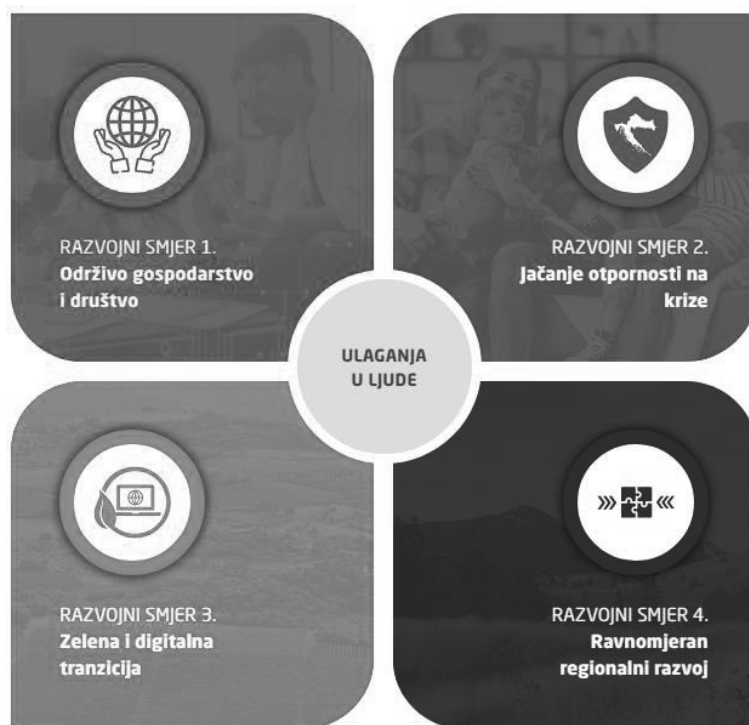 RAZVOJNI SMJER 1.
Održivo gospodarstvo
i društvo
RAZVOJNI SMJER 2.
Jačanje otpornosti na
krize
ULAGANJA
U LJUDE
RAZVOJNI SMJER 3.
Zelena i digitalna
tranzicija
RAZVOJNI SMJER 4.
Ravnomjeran
regionalni razvoj